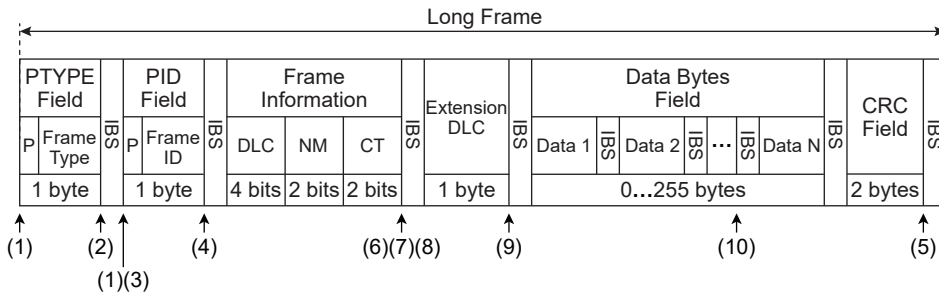 Long Frame
PTYPE Field
IBS
PID Field
IBS
Frame Information
IBS
Extension DLC
IBS
Data Bytes Field
IBS
CRC Field
IBS
P
Frame Type
P
Frame ID
DLC
NM
CT
Data 1
IBS
Data 2
IBS
...
IBS
Data N
1 byte
1 byte
4 bits
2 bits
2 bits
1 byte
0...255 bytes
2 bytes
(1)
(2)
(4)
(6)(7)(8)
(9)
(10)
(5)
(1)(3)